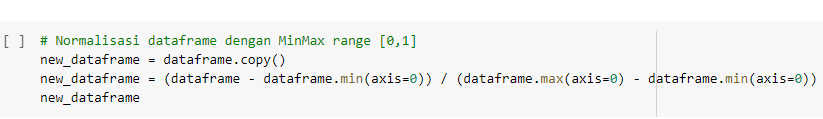 [ ] # Normalisasi dataframe dengan MinMax range [0,1]
new_dataframe = dataframe.copy()
new_dataframe = (dataframe - dataframe.min(axis=0)) / (dataframe.max(axis=0) - dataframe.min(axis=0))
new_dataframe